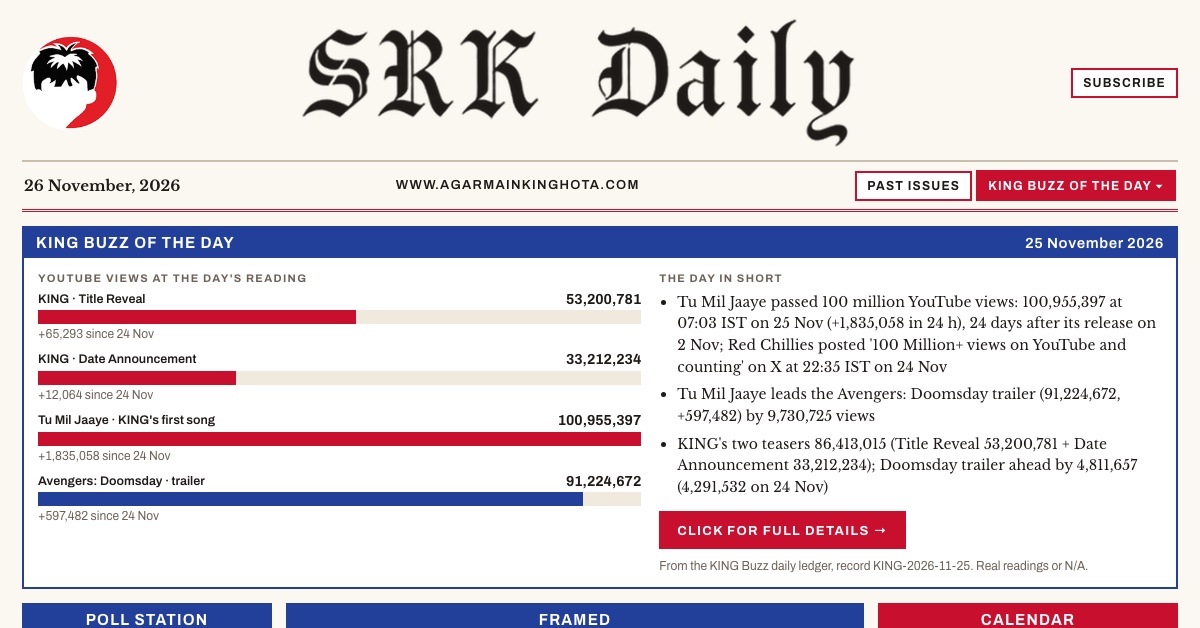 SRK Daily
SUBSCRIBE
26 November, 2026
WWW.AGARMAINKINGHOTA.COM
PAST ISSUES
KING BUZZ OF THE DAY
KING BUZZ OF THE DAY
25 November 2026
YOUTUBE VIEWS AT THE DAY'S READING
KING · Title Reveal
53,200,781
+65,293 since 24 Nov
KING · Date Announcement
33,212,234
+12,064 since 24 Nov
Tu Mil Jaaye · KING's first song
100,955,397
+1,835,058 since 24 Nov
Avengers: Doomsday · trailer
91,224,672
+597,482 since 24 Nov
THE DAY IN SHORT
• Tu Mil Jaaye passed 100 million YouTube views: 100,955,397 at
07:03 IST on 25 Nov (+1,835,058 in 24 h), 24 days after its release on
2 Nov; Red Chillies posted '100 Million+ views on YouTube and
counting' on X at 22:35 IST on 24 Nov
• Tu Mil Jaaye leads the Avengers: Doomsday trailer (91,224,672,
+597,482) by 9,730,725 views
• KING's two teasers 86,413,015 (Title Reveal 53,200,781 + Date
Announcement 33,212,234); Doomsday trailer ahead by 4,811,657
(4,291,532 on 24 Nov)
CLICK FOR FULL DETAILS →
From the KING Buzz daily ledger, record KING-2026-11-25. Real readings or N/A.
POLL STATION
FRAMED
CALENDAR